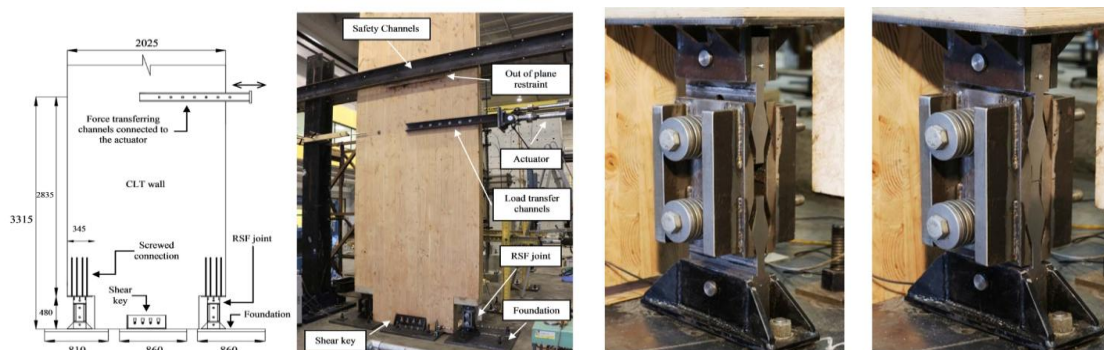 2025
Force transferring
channels connected to
the actuator
2835
CLT wall
3315
345
Screwed
connection
RSF joint
Shear
key
480
Foundation
810
860
860
Safety Channels
Out of plane
restraint
Actuator
Load transfer
channels
RSF joint
Foundation
Shear key